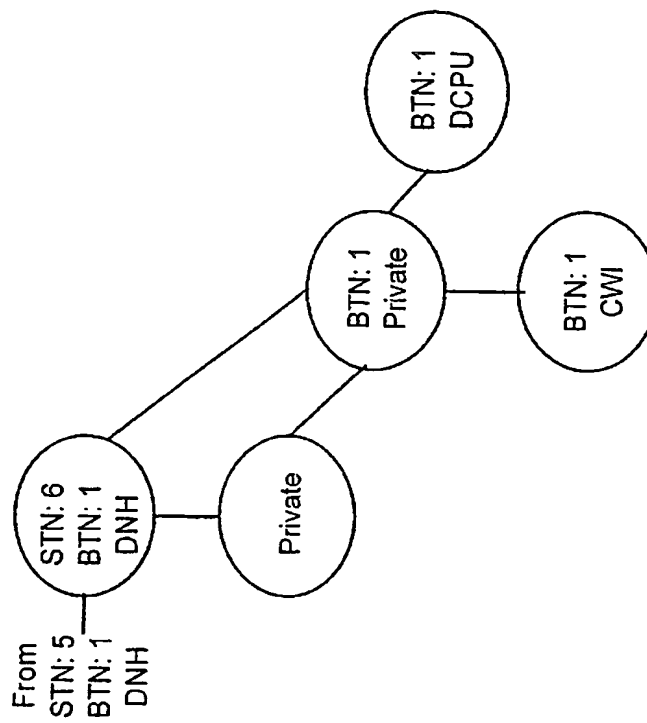 From
STN: 5
BTN: 1
DNH
STN: 6
BTN: 1
DNH
Private
BTN: 1
Private
BTN: 1
CWI
BTN: 1
DCPU